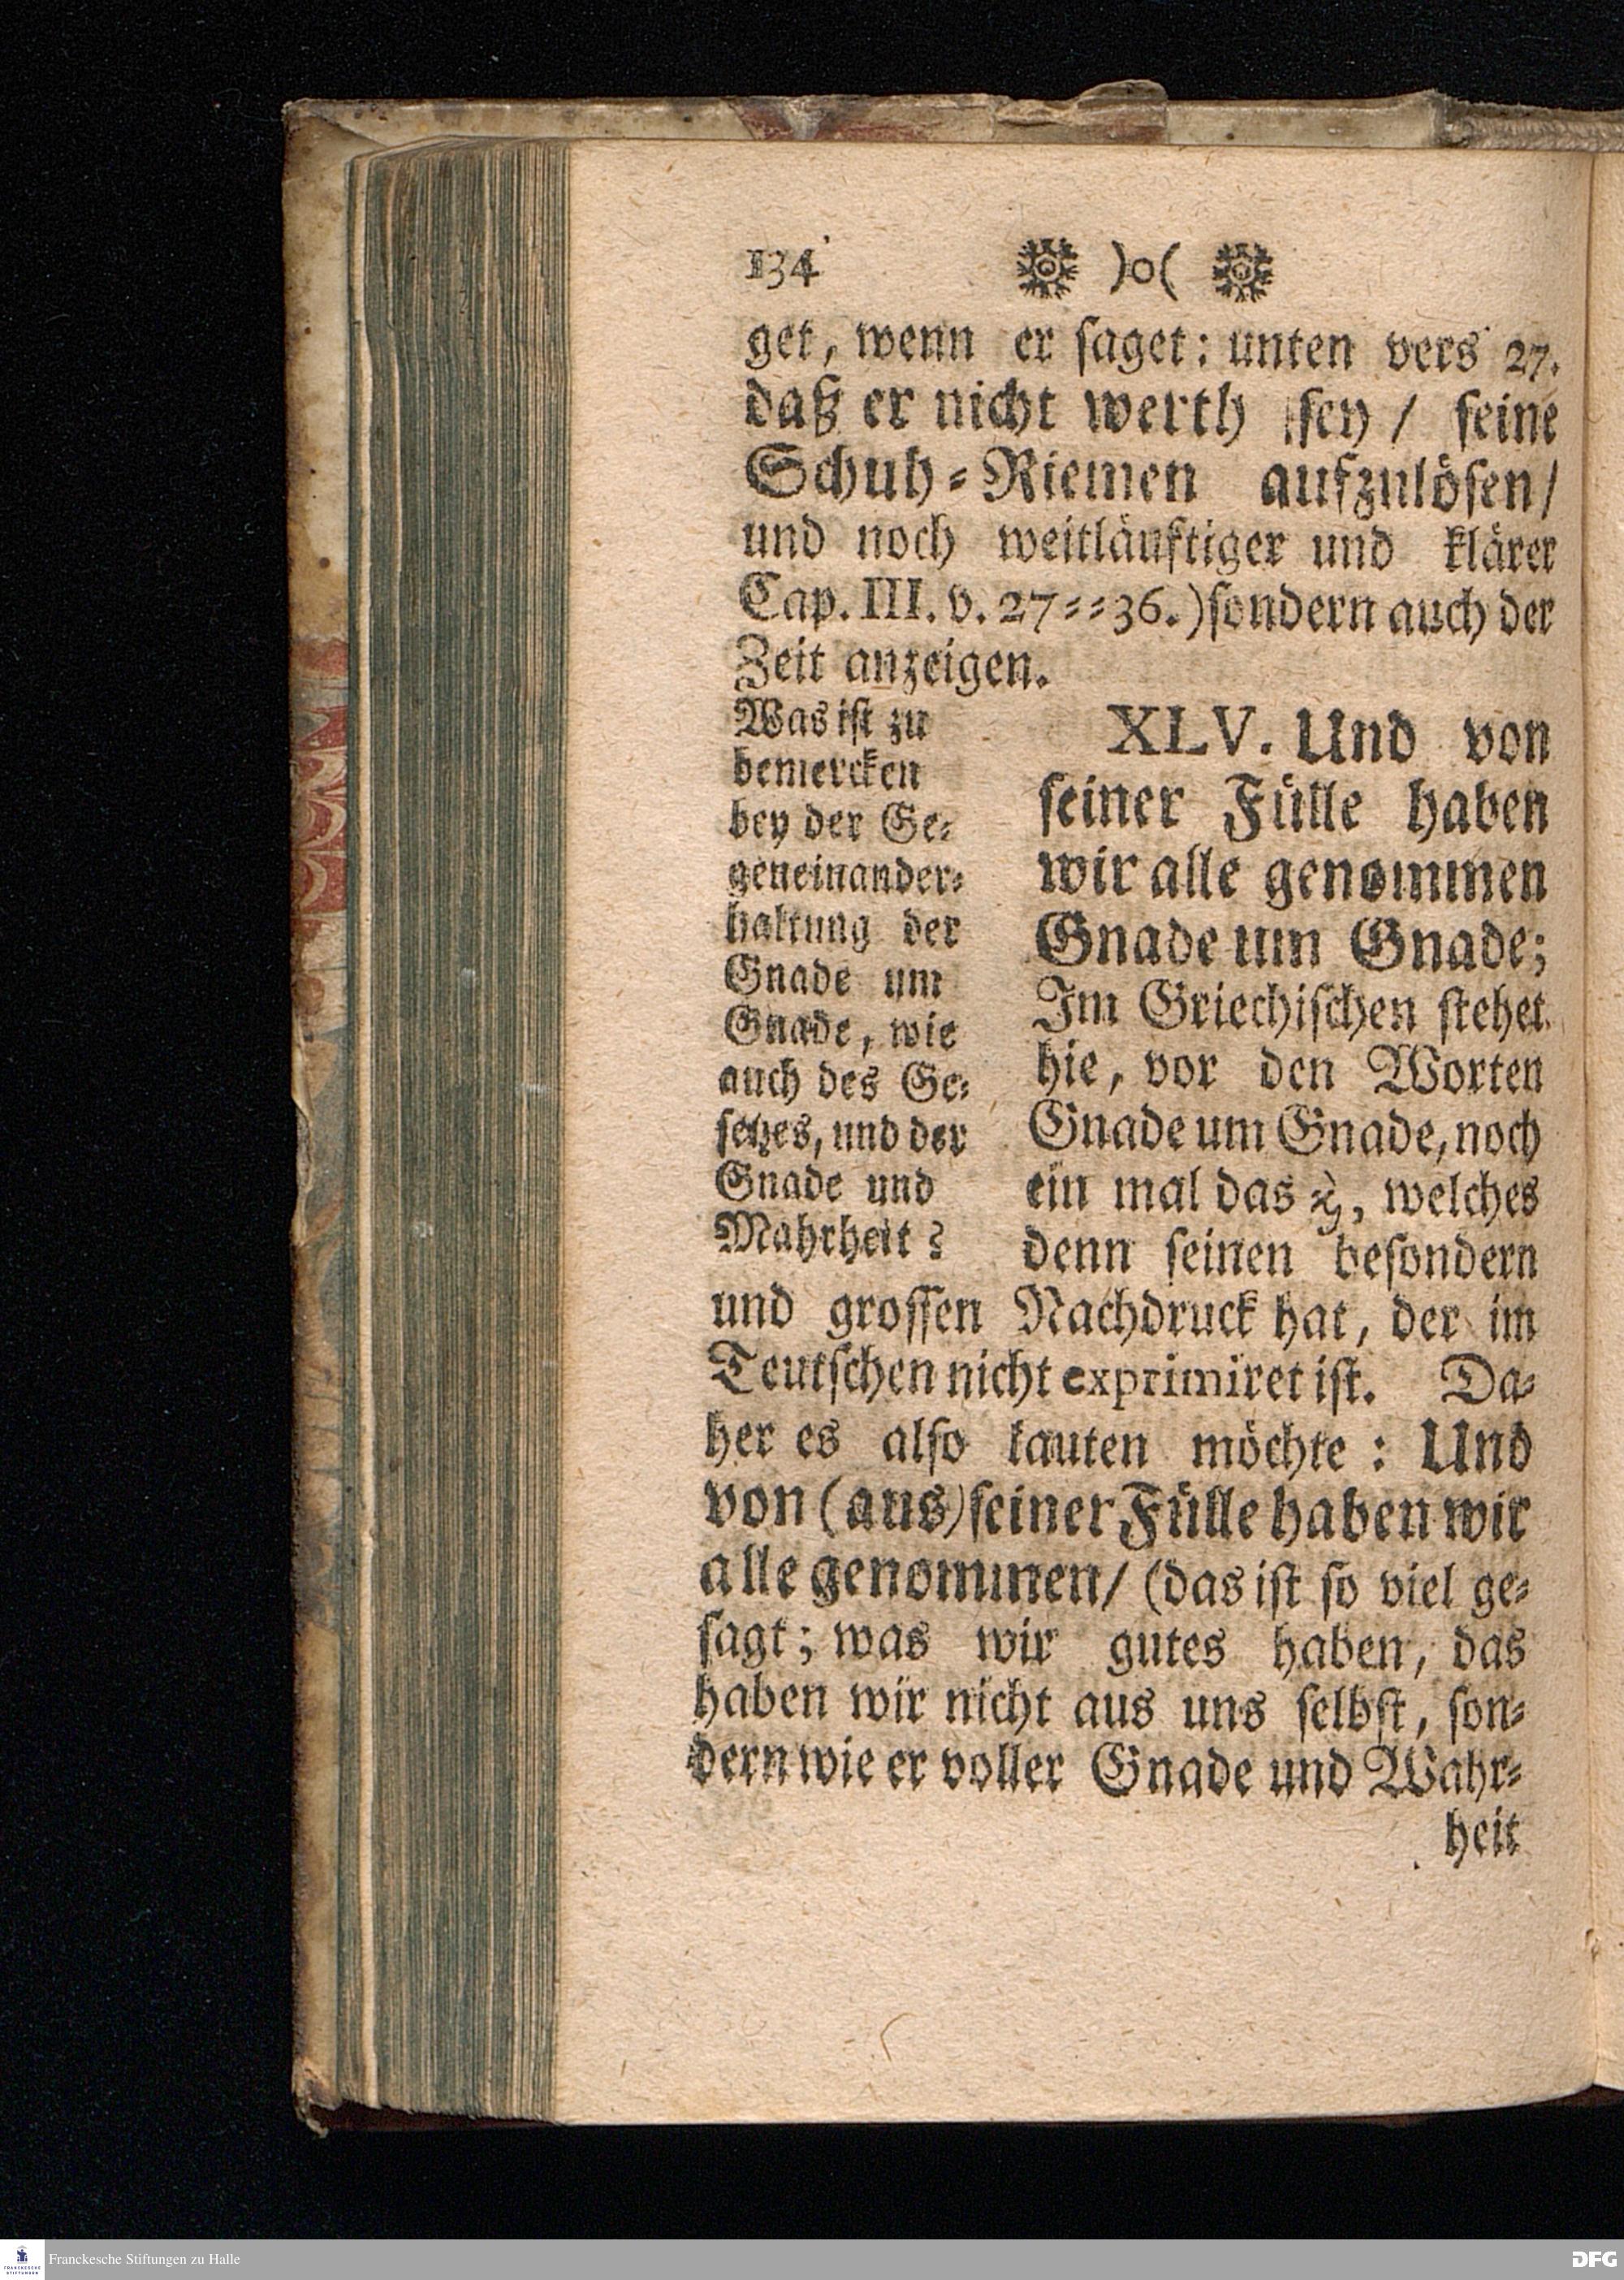 134 )o(
get, wenn er ſaget: unten vers 27.
daß er nicht werth ſey / ſeine
Schuh⸗Riemen aufzulöſen/
und noch weitläuftiger und klärer
Cap. III. v. 27⸗⸗36.)ſondern auch der
Zeit anzeigen.
Was iſt zu
bemercken
bey der Ge⸗
geneinander⸗
haltung der
Gnade um
Gnade, wie
auch des Ge⸗
ſetzes, und der
Gnade und
Mahrheit?
XLV. Und von
ſeiner Fülle haben
wir alle genommen
Gnade um Gnade;
Im Griechiſchen ſtehet
hie, vor den Worten
Gnade um Gnade, noch
ein mal das ϗ̀, welches
denn ſeinen beſondern
und groſſen Nachdruck hat, der im
Teutſchen nicht exprimiret iſt. Da⸗
her es alſo lauten möchte: Und
von (aus) ſeiner Fülle haben wir
alle genommen/ (das iſt ſo viel ge⸗
ſagt; was wir gutes haben, das
haben wir nicht aus uns ſelbſt, ſon⸗
dern wie er voller Gnade und Wahr⸗
heit
FRANCKESCHE
STIFTUNGEN
Franckesche Stiftungen zu Halle
DFG